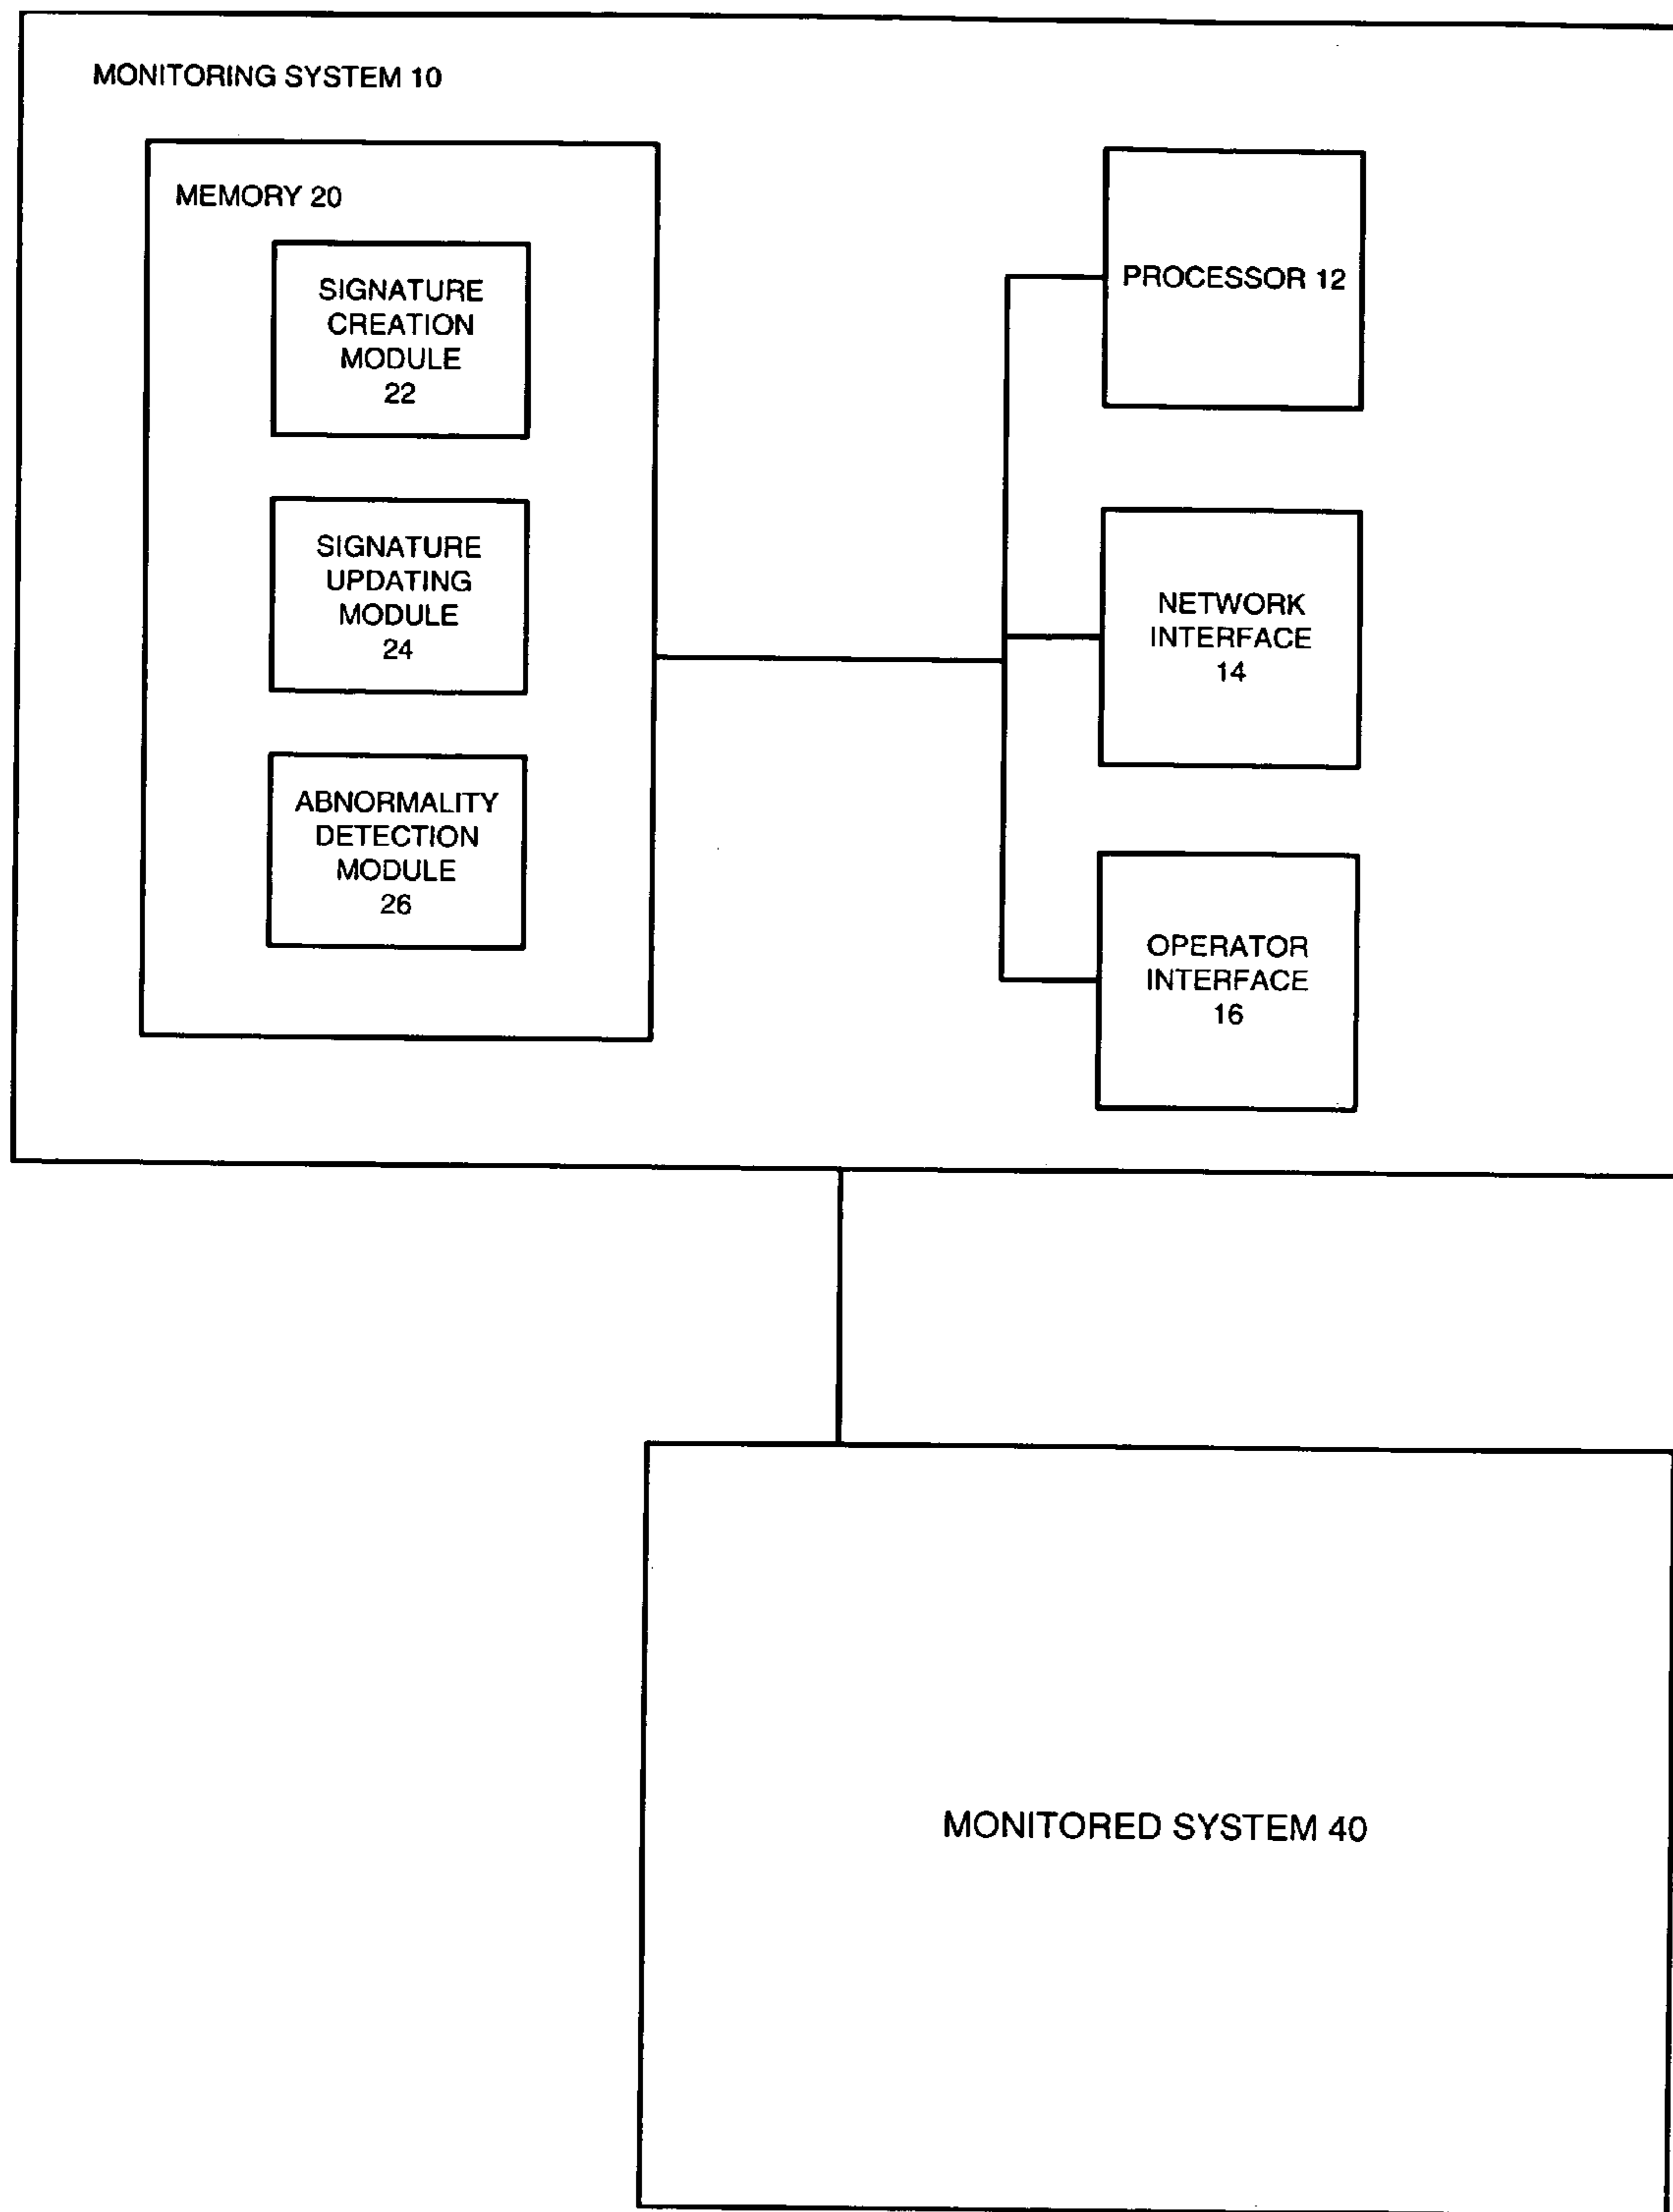 MONITORING SYSTEM 10
MEMORY 20
SIGNATURE
CREATION
MODULE
22
SIGNATURE
UPDATING
MODULE
24
ABNORMALITY
DETECTION
MODULE
26
PROCESSOR 12
NETWORK
INTERFACE
14
OPERATOR
INTERFACE
16
MONITORED SYSTEM 40